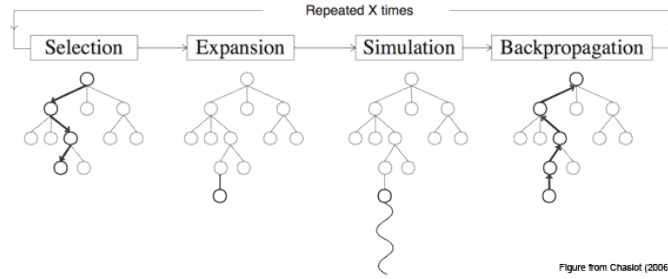 Repeated X times
Selection Expansion Simulation Backpropagation
Figure from Chaslot (2006